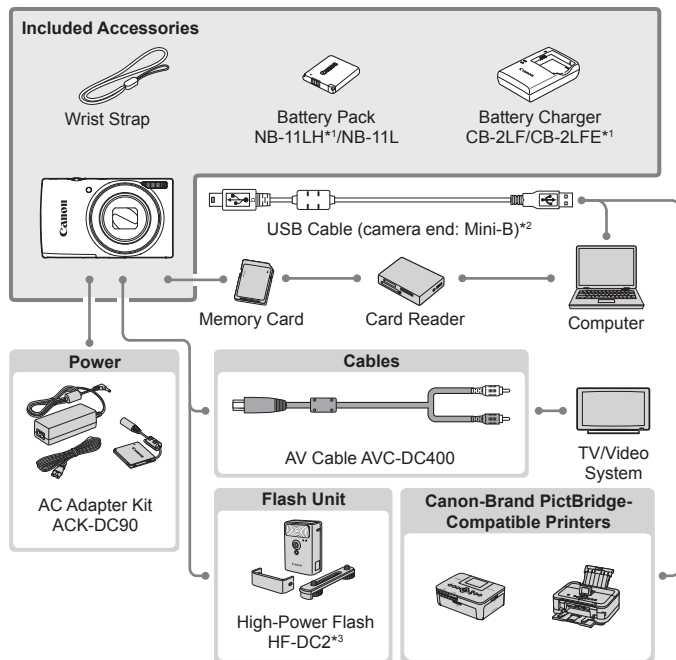 Included Accessories
Wrist Strap
Battery Pack
NB-11LH*1/NB-11L
Battery Charger
CB-2LF/CB-2LFE*1
Canon
USB Cable (camera end: Mini-B)*2
Memory Card
Card Reader
Computer
Power
AC Adapter Kit
ACK-DC90
Cables
AV Cable AVC-DC400
TV/Video
System
Flash Unit
High-Power Flash
HF-DC2*3
Canon-Brand PictBridge-
Compatible Printers